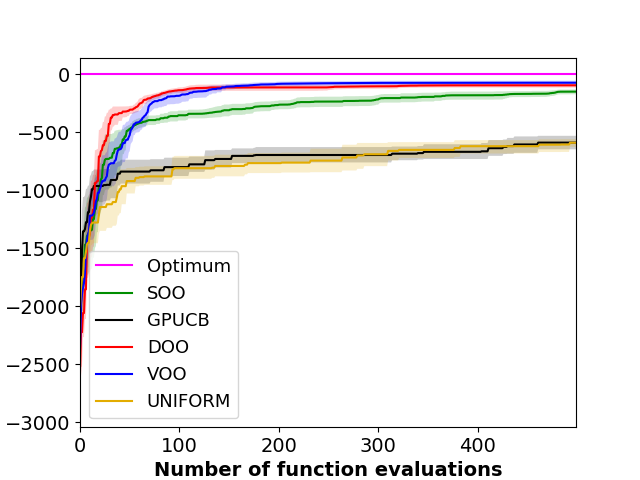 0
−500
−1000
−1500
−2000
−2500
−3000
Optimum
SOO
GPUCB
DOO
VOO
UNIFORM
0 100 200 300 400
Number of function evaluations